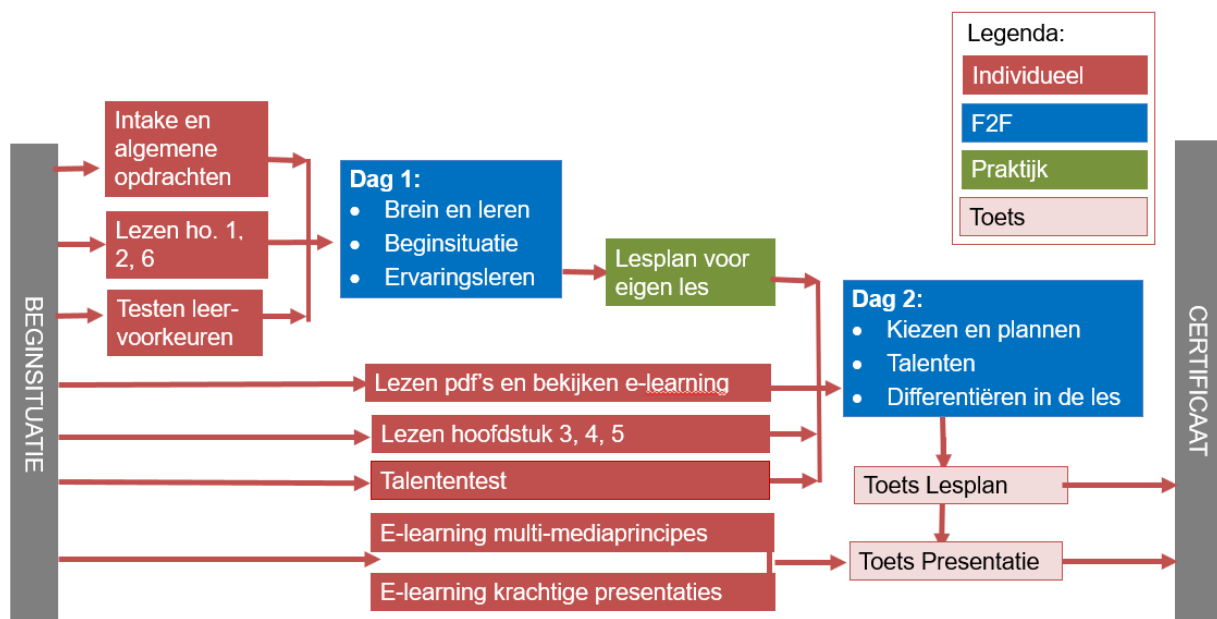 Legenda:
Individueel
F2F
Praktijk
Toets
BEGINSITUATIE
Intake en
algemene
opdrachten
Lezen ho. 1,
2, 6
Testen leer-
voorkeuren
Dag 1:
• Brein en leren
• Beginsituatie
• Ervaringsleren
Lesplan voor
eigen les
Lezen pdf's en bekijken e-learning
Lezen hoofdstuk 3, 4, 5
Talententest
E-learning multi-mediaprincipes
E-learning krachtige presentaties
Dag 2:
• Kiezen en plannen
• Talenten
• Differentiëren in de les
Toets Lesplan
Toets Presentatie
CERTIFICAAT